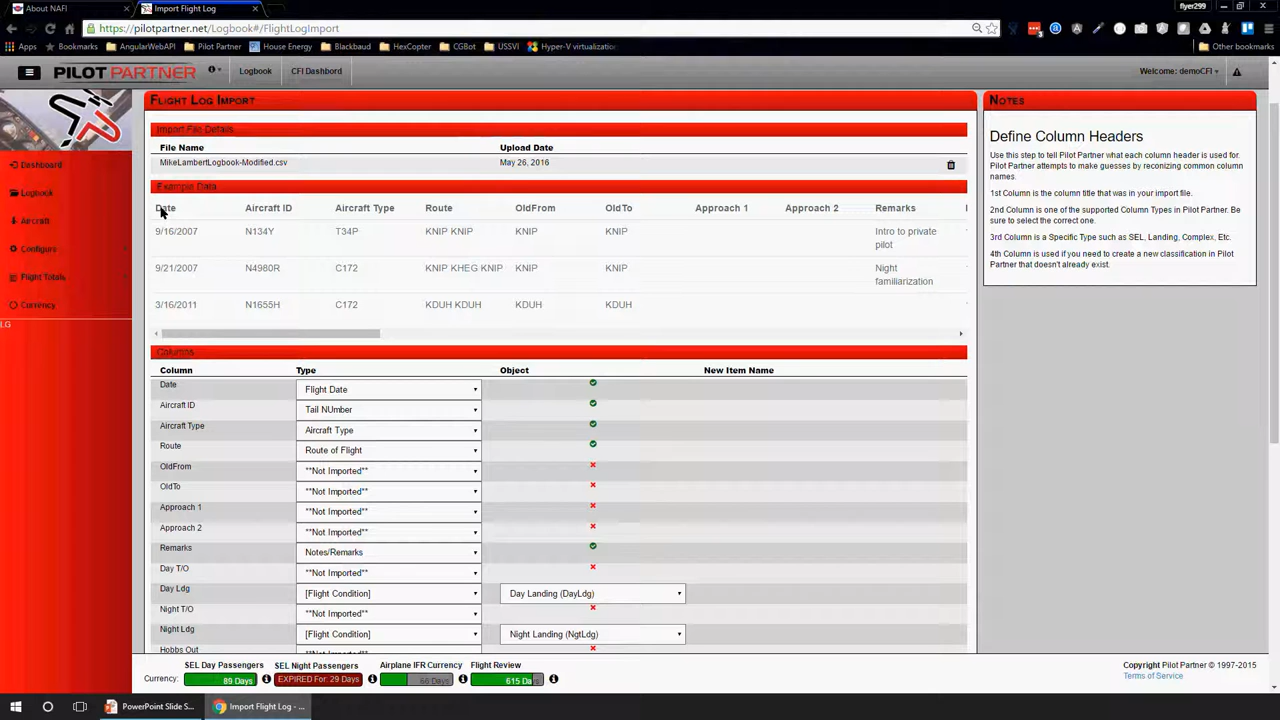 About NAFI
Import Flight Log
flyer299
https://pilotpartner.net/Logbook#/FlightLogImport
Apps
Bookmarks
AngularWebAPI
Pilot Partner
House Energy
Blackbaud
HexCopter
CGBot
USSVI
Hyper-V virtualization
Other bookmarks
PILOT PARTNER
Logbook
CFI Dashbord
Welcome: demoCFI
Dashboard
Logbook
Aircraft
Configure
Flight Totals
Currency
LG
FLIGHT LOG IMPORT
Import File Details
File Name Upload Date
MikeLambertLogbook-Modified.csv May 26, 2016
Example Data
Date Aircraft ID Aircraft Type Route OldFrom OldTo Approach 1 Approach 2 Remarks
9/16/2007 N134Y T34P KNIP KNIP KNIP KNIP Intro to private
pilot
9/21/2007 N4980R C172 KNIP KHEG KNIP KNIP KNIP Night
familiarization
3/16/2011 N1655H C172 KDUH KDUH KDUH KDUH
Columns
Column Type Object New Item Name
Date Flight Date
Aircraft ID Tail NUmber
Aircraft Type Aircraft Type
Route Route of Flight
OldFrom **Not Imported**
OldTo **Not Imported**
Approach 1 **Not Imported**
Approach 2 **Not Imported**
Remarks Notes/Remarks
Day T/O **Not Imported**
Day Ldg [Flight Condition] Day Landing (DayLdg)
Night T/O **Not Imported**
Night Ldg [Flight Condition] Night Landing (NgtLdg)
Hobbs Out **Not Imported**
NOTES
Define Column Headers
Use this step to tell Pilot Partner what each column header is used for.
Pilot Partner attempts to make guesses by reconizing common column
names.
1st Column is the column title that was in your import file.
2nd Column is one of the supported Column Types in Pilot Partner. Be
sure to select the correct one.
3rd Column is a Specific Type such as SEL, Landing, Complex, Etc.
4th Column is used if you need to create a new classification in Pilot
Partner that doesn't already exist.
Currency:
SEL Day Passengers
89 Days
SEL Night Passengers
EXPIRED For: 29 Days
Airplane IFR Currency
66 Days
Flight Review
615 Days
Copyright Pilot Partner © 1997-2015
Terms of Service
PowerPoint Slide S...
Import Flight Log - ...